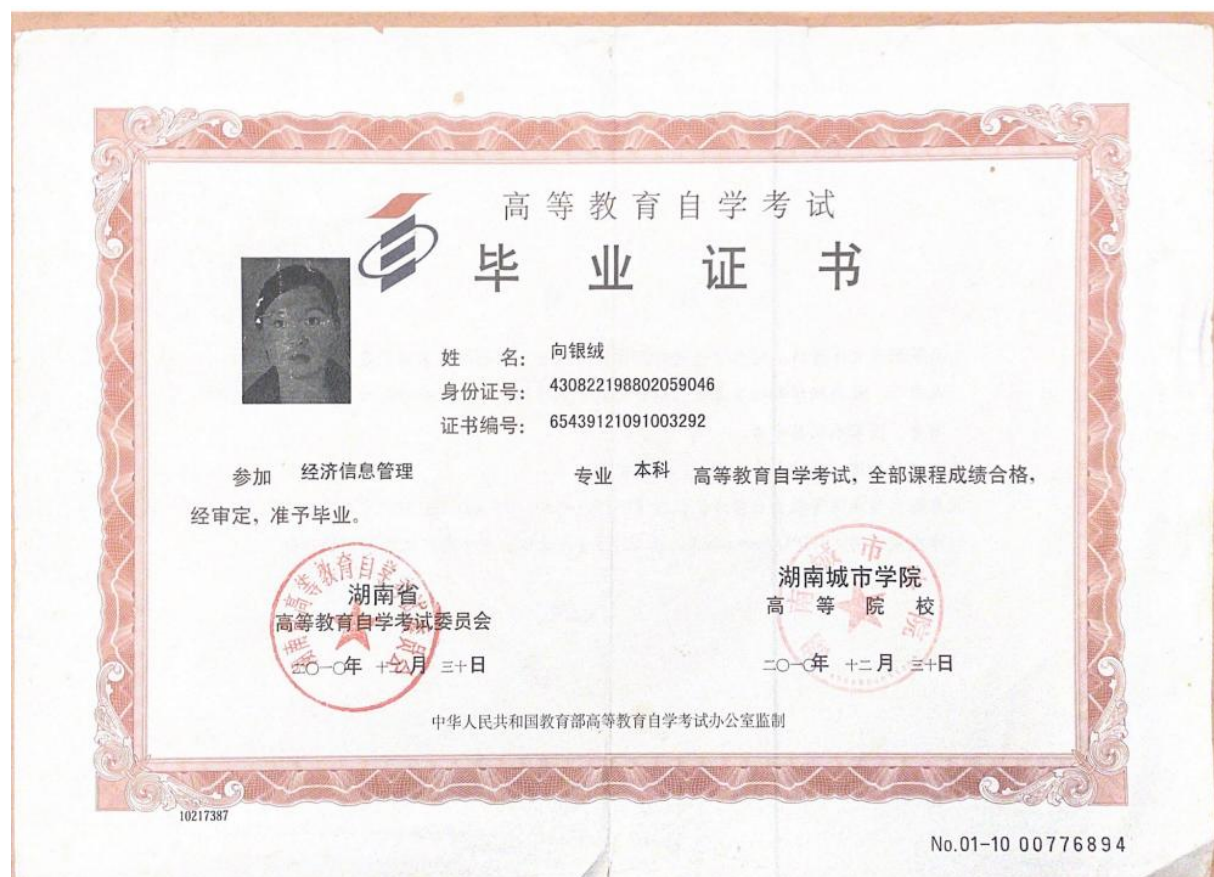 高等教育自学考试
毕业证书
姓 名: 向银绒
身份证号: 430822198802059046
证书编号: 65439121091003292
参加 经济信息管理 专业 本科 高等教育自学考试, 全部课程成绩合格,
经审定, 准予毕业。
湖南省
高等教育自学考试委员会
二〇一〇年 十二月 三十日
湖南城市学院
高等院校
二〇一〇年 十二月 三十日
中华人民共和国教育部高等教育自学考试办公室监制
10217387
No.01-10 00776894